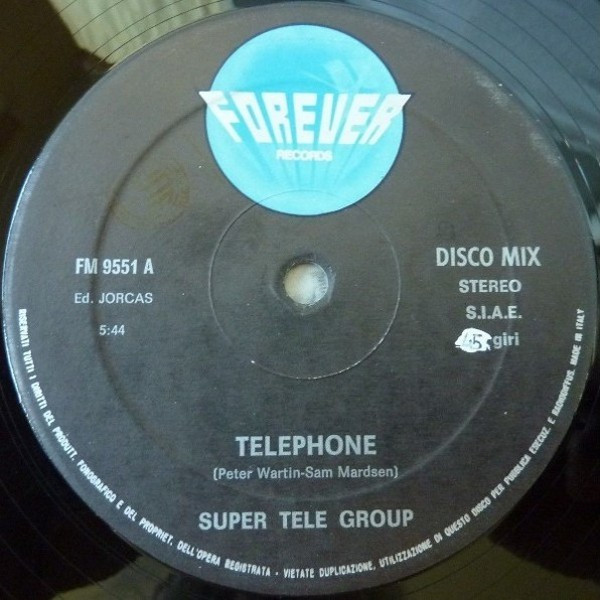 FOREVER
RECORDS
FM 9551 A
Ed. JORCAS
5:44
DISCO MIX
STEREO
S.I.A.E.
45 giri
TELEPHONE
(Peter Wartin-Sam Mardsen)
SUPER TELE GROUP
RISERVATI TUTTI I DIRITTI DEL PRODUTT. FONOGRAFICO E DEL PROPRIET. DELL'OPERA REGISTRATA - VIETATE DUPLICAZIONE, UTILIZZAZIONE DI QUESTO DISCO PER PUBBLICA ESECUZ. E RADIODIFFUS. MADE IN ITALY